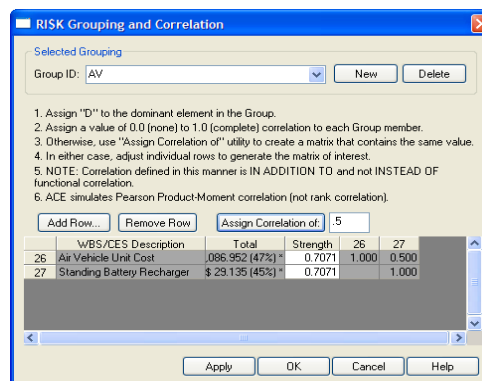 RISK Grouping and Correlation
Selected Grouping
Group ID: AV New Delete
1. Assign "D" to the dominant element in the Group.
2. Assign a value of 0.0 (none) to 1.0 (complete) correlation to each Group member.
3. Otherwise, use "Assign Correlation of" utility to create a matrix that contains the same value.
4. In either case, adjust individual rows to generate the matrix of interest.
5. NOTE: Correlation defined in this manner is IN ADDITION TO and not INSTEAD OF
functional correlation.
6. ACE simulates Pearson Product-Moment correlation (not rank correlation).
Add Row... Remove Row Assign Correlation of: .5
WBS/CES Description Total Strength 26 27
26 Air Vehicle Unit Cost ,086.952 (47%) * 0.7071 1.000 0.500
27 Standing Battery Recharger $ 29.135 (45%) * 0.7071 1.000
Apply OK Cancel Help